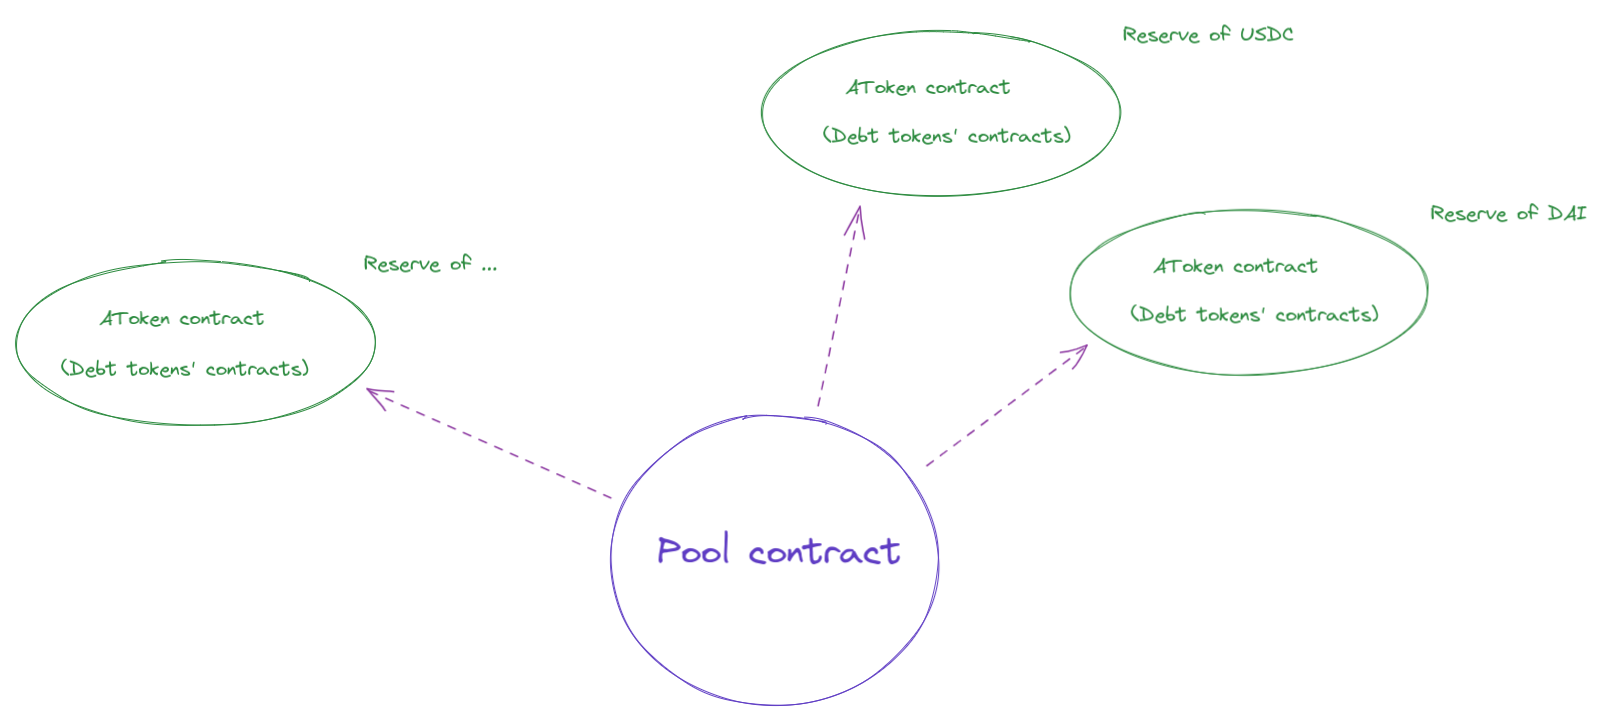 Reserve of USDC
AToken contract
(Debt tokens' contracts)
Reserve of DAI
AToken contract
(Debt tokens' contracts)
Reserve of ...
AToken contract
(Debt tokens' contracts)
Pool contract